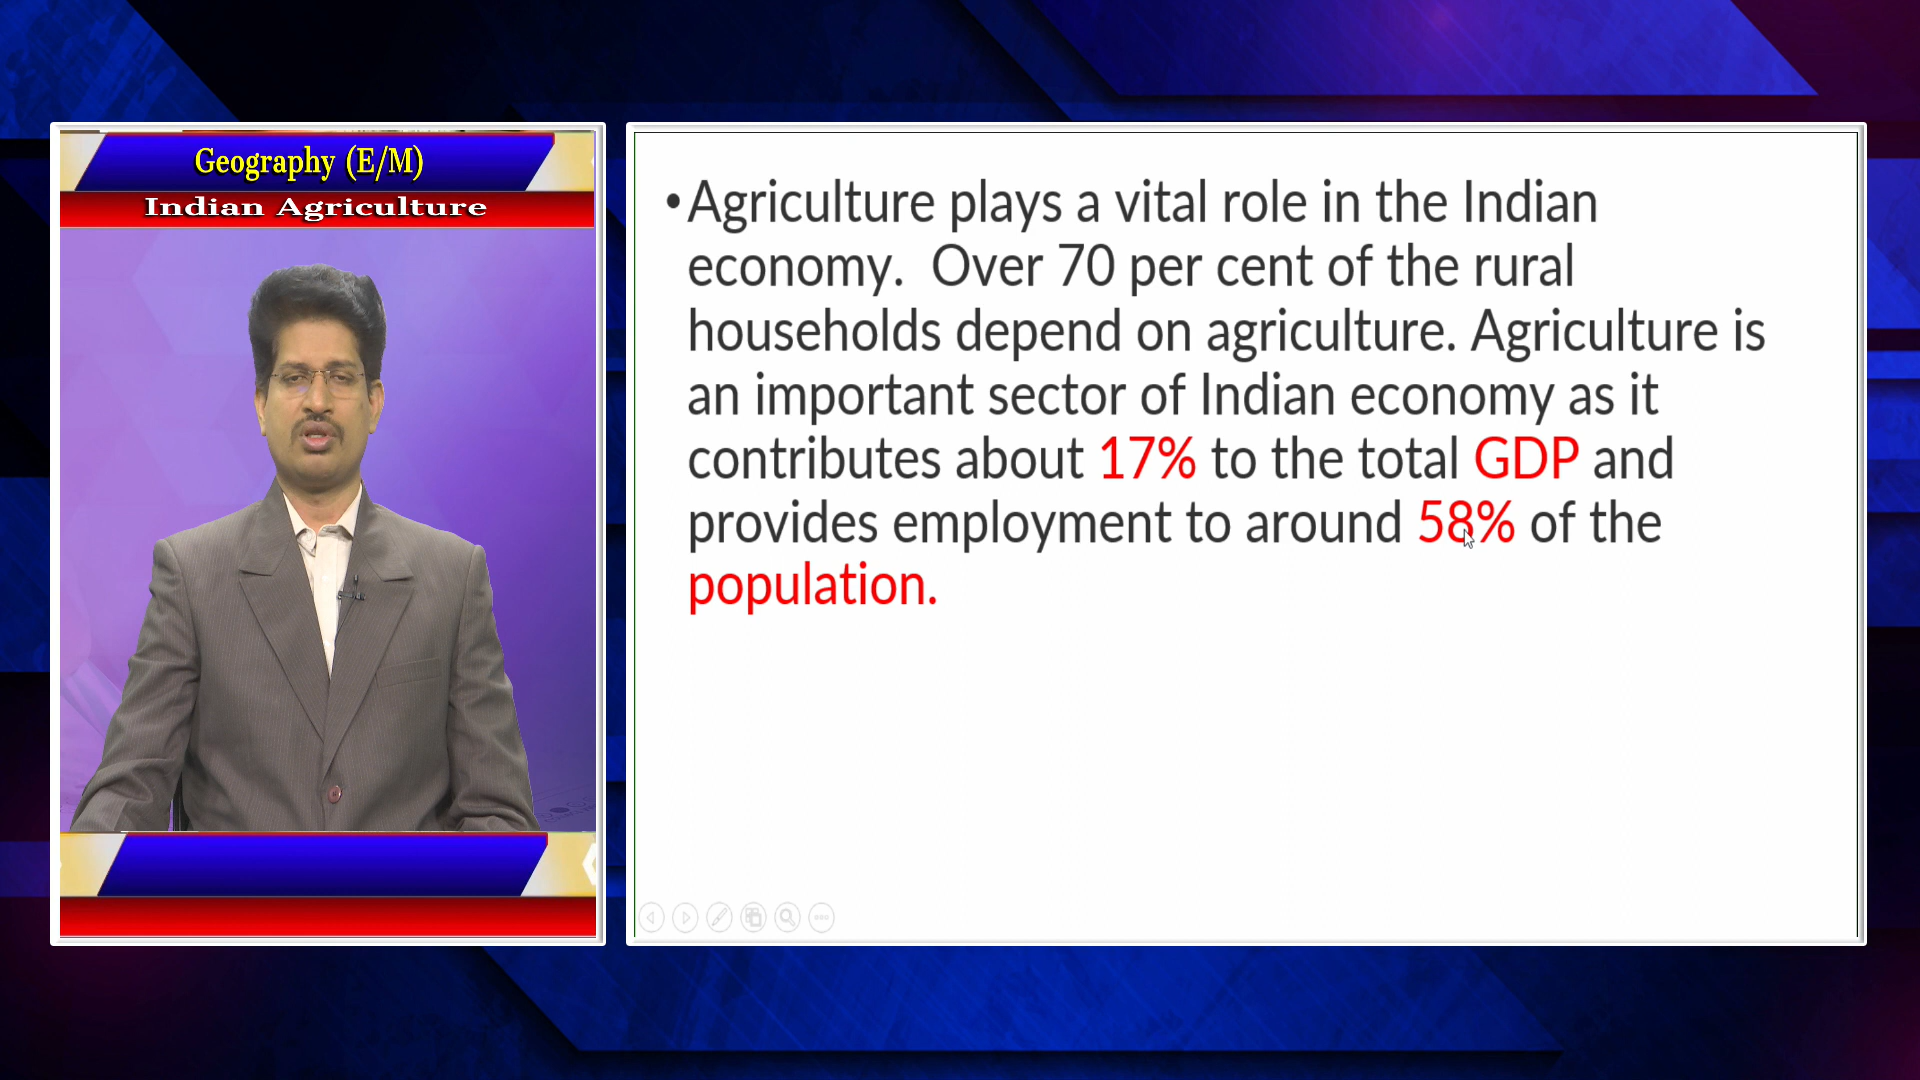 Geography (E/M)
Indian Agriculture
• Agriculture plays a vital role in the Indian
economy.  Over 70 per cent of the rural
households depend on agriculture. Agriculture is
an important sector of Indian economy as it
contributes about 17% to the total GDP and
provides employment to around 58% of the
population.